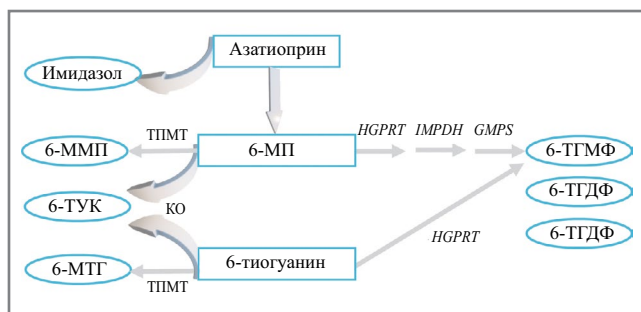 Азатиоприн
Имидазол
ТПМТ
HGPRT IMPDH GMPS
6-ММП
6-МП
6-ТГМФ
6-ТУК
КО
6-ТГДФ
HGPRT
6-ТГДФ
6-МТГ
6-тиогуанин
ТПМТ